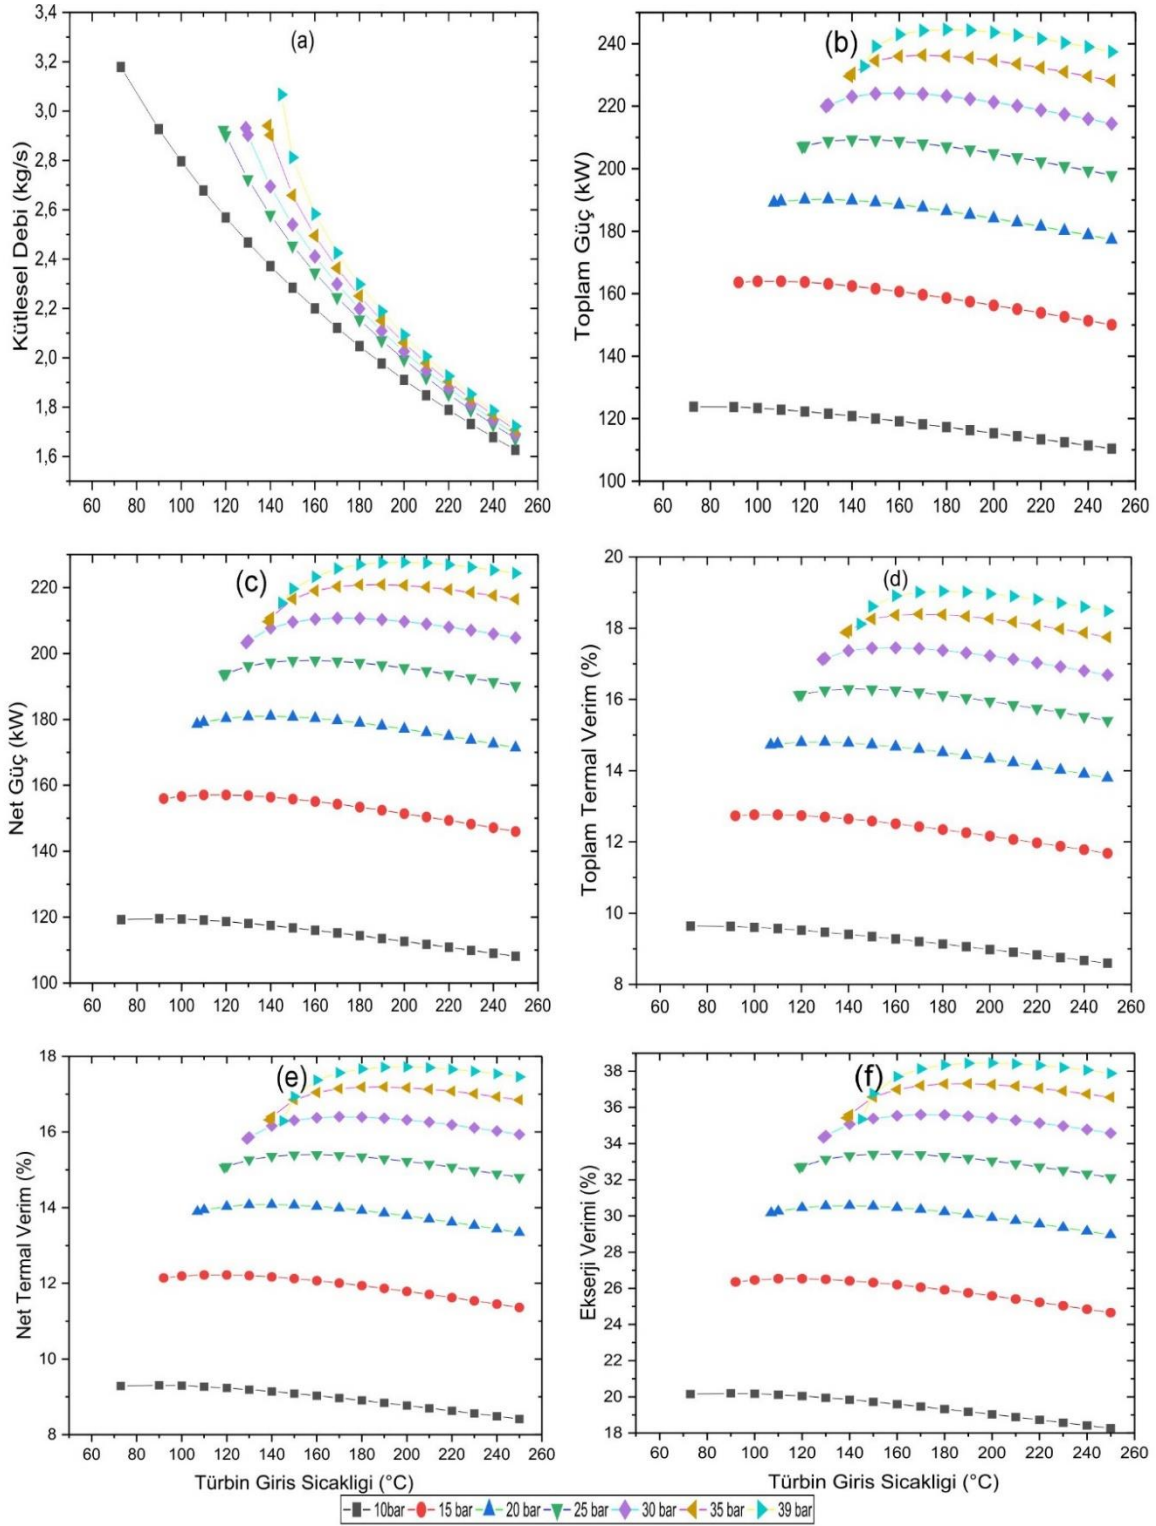 (a)
Kütlesel Debi (kg/s)
3,4
3,2
3,0
2,8
2,6
2,4
2,2
2,0
1,8
1,6
60 80 100 120 140 160 180 200 220 240 260
(b)
Toplam Güç (kW)
240
220
200
180
160
140
120
100
60 80 100 120 140 160 180 200 220 240 260
(c)
Net Güç (kW)
220
200
180
160
140
120
100
60 80 100 120 140 160 180 200 220 240 260
(d)
Toplam Termal Verim (%)
20
18
16
14
12
10
8
60 80 100 120 140 160 180 200 220 240 260
(e)
Net Termal Verim (%)
18
16
14
12
10
8
60 80 100 120 140 160 180 200 220 240 260
Türbin Giris Sicakligi (°C)
(f)
Ekserji Verimi (%)
38
36
34
32
30
28
26
24
22
20
18
60 80 100 120 140 160 180 200 220 240 260
Türbin Giris Sicakligi (°C)
10bar 15 bar 20 bar 25 bar 30 bar 35 bar 39 bar